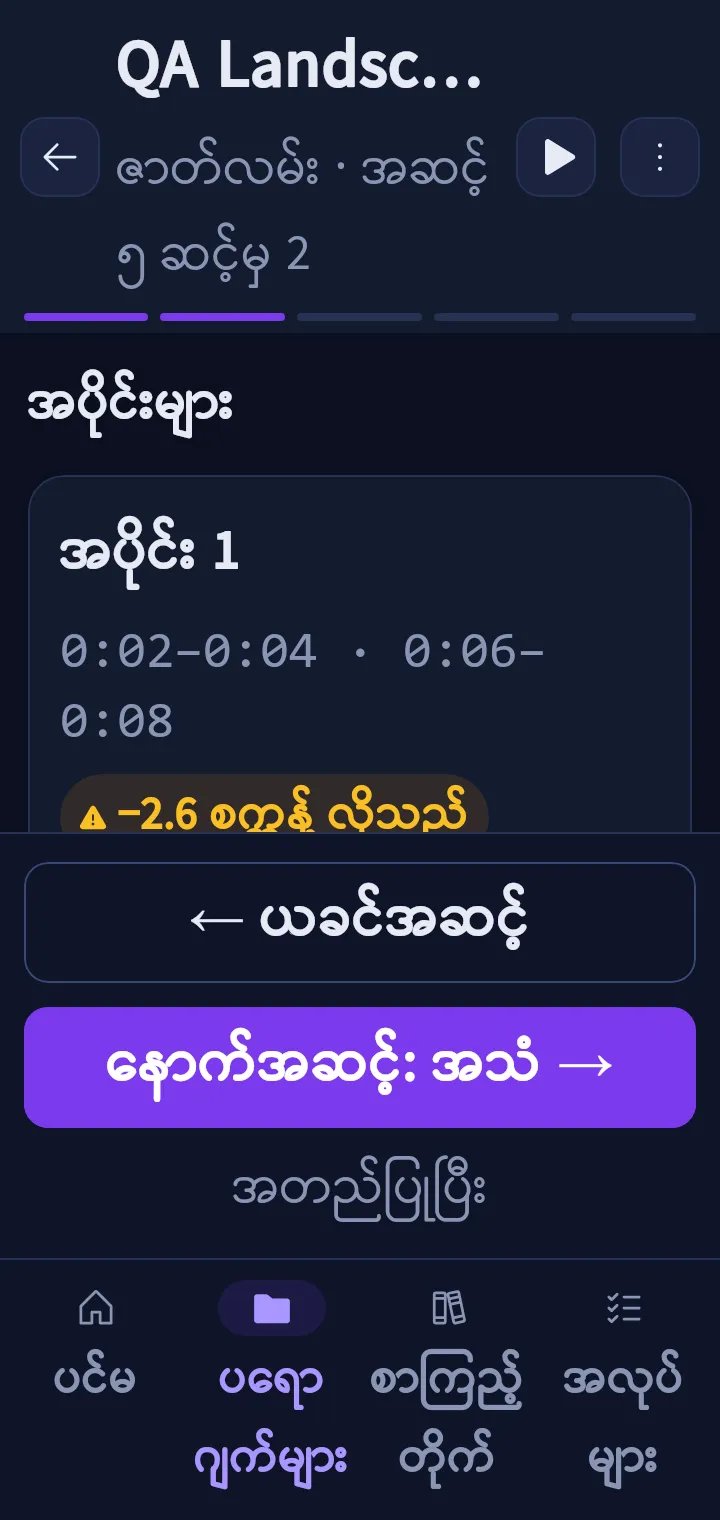 QA Landsc...
ဇာတ်လမ်း · အဆင့်
၅ ဆင့်မှ 2
အပိုင်းများ
အပိုင်း 1
0:02–0:04 · 0:06–
0:08
−2.6 စက္ကန့် လိုသည်
← ယခင်အဆင့်
နောက်အဆင့်: အသံ →
အတည်ပြုပြီး
ပင်မ
ပရော
ဂျက်များ
စာကြည့်
တိုက်
အလုပ်
များ